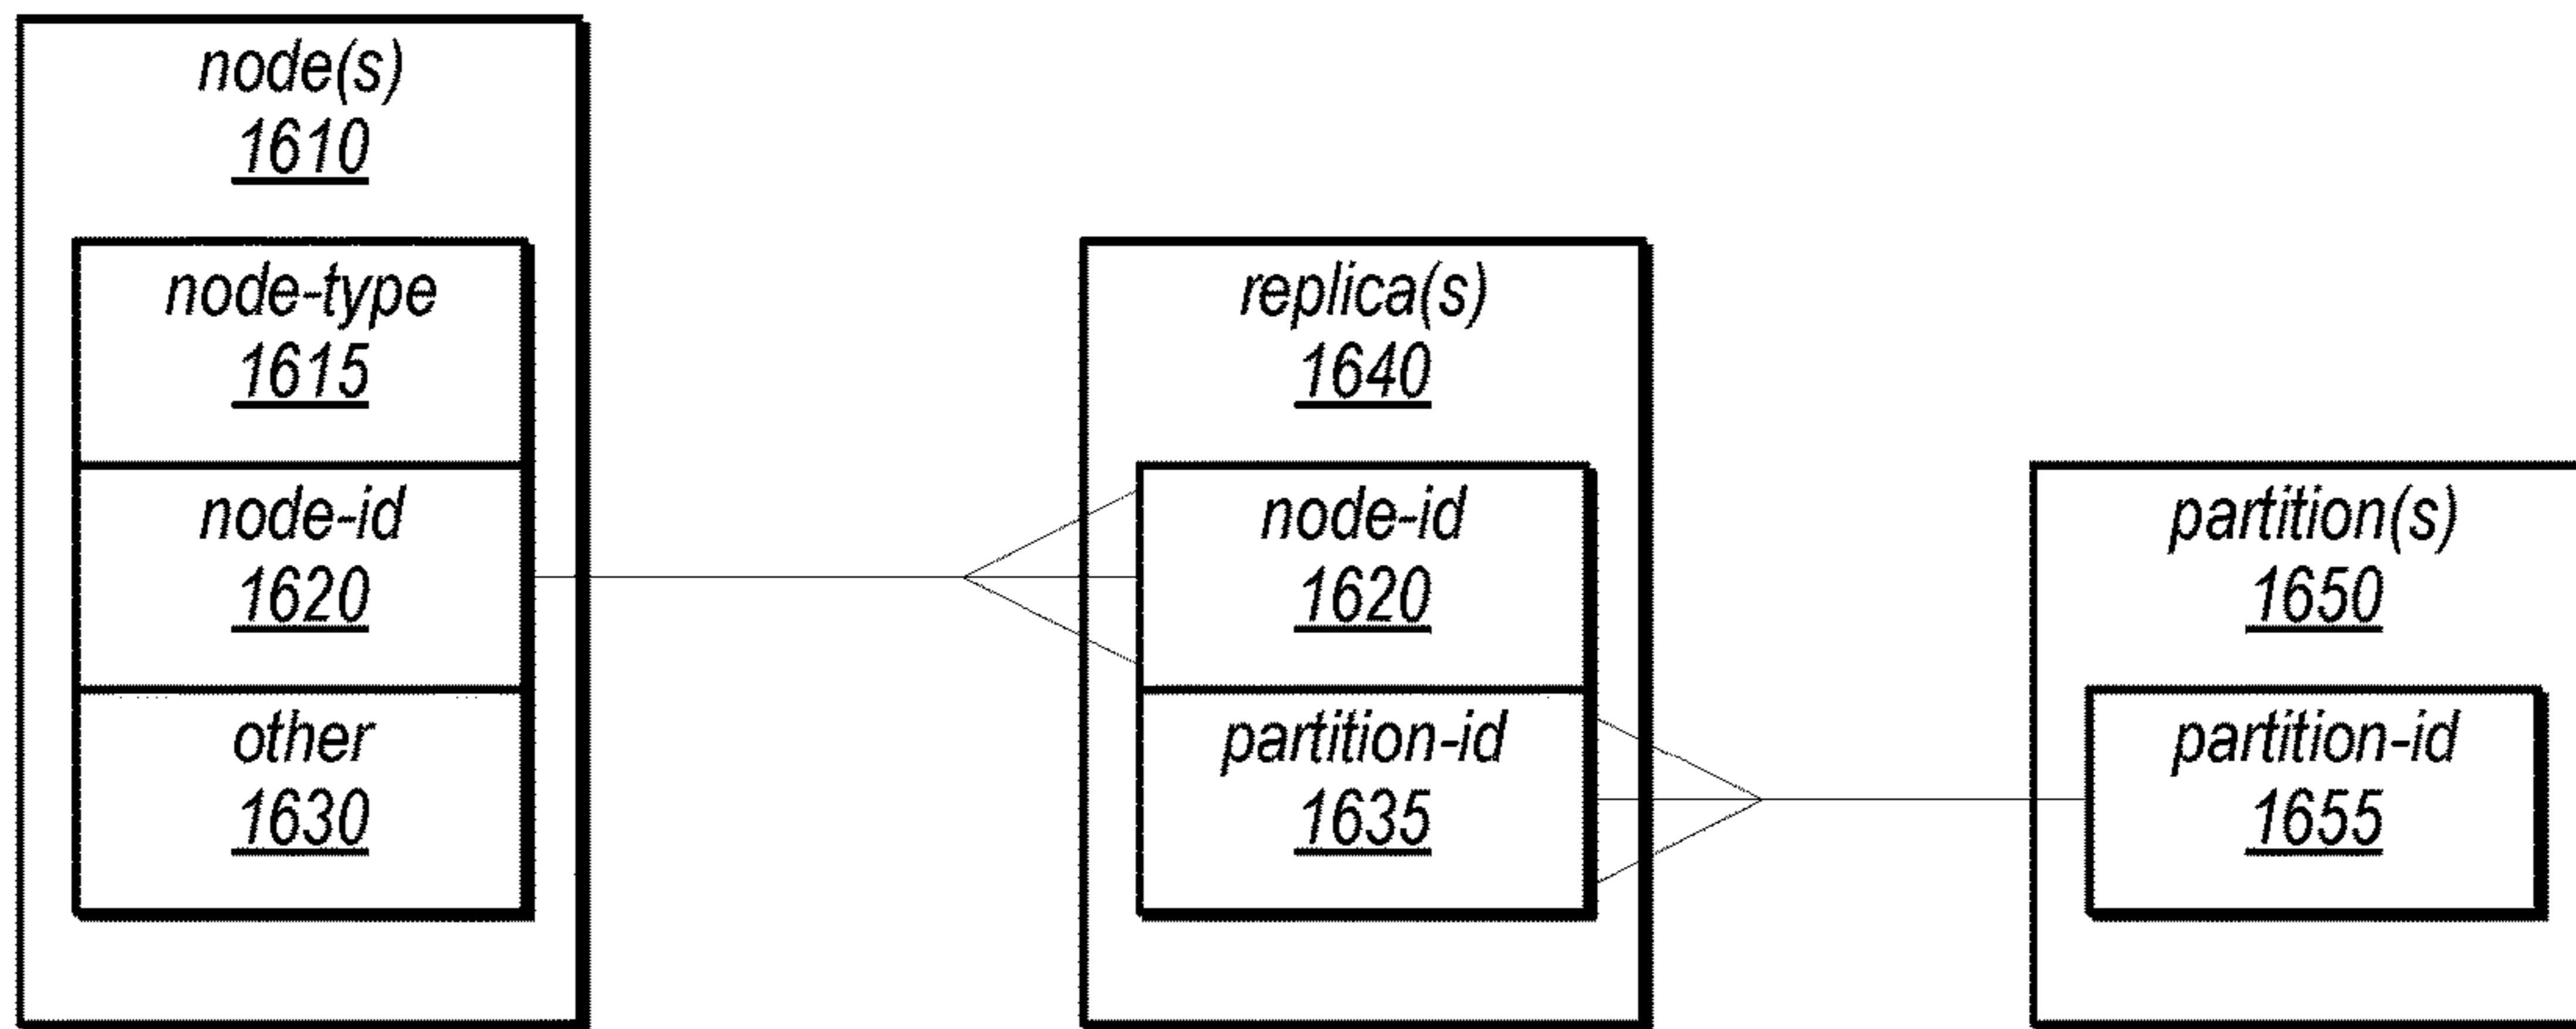 node(s)
1610
node-type
1615
node-id
1620
other
1630
replica(s)
1640
node-id
1620
partition-id
1635
partition(s)
1650
partition-id
1655